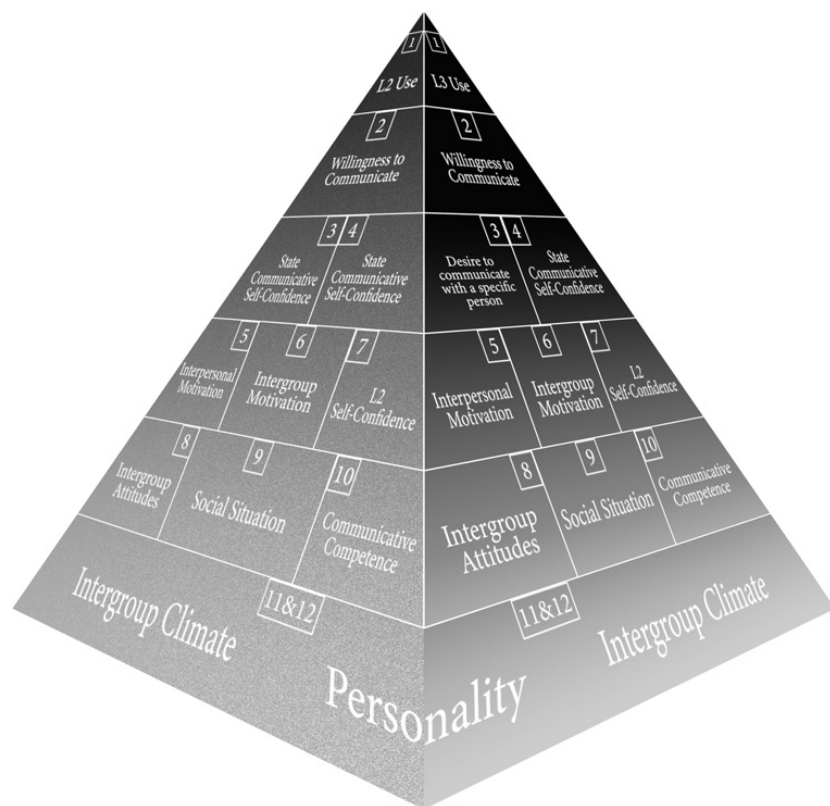 1
1
L2 Use
L3 Use
2
2
Willingness to
Communicate
Willingness to
Communicate
3
4
State
Communicative
Self-Confidence
State
Communicative
Self-Confidence
3
4
Desire to
communicate
with a specific
person
State
Communicative
Self-Confidence
5
6
7
Interpersonal
Motivation
Intergroup
Motivation
L2
Self-Confidence
5
6
7
Interpersonal
Motivation
Intergroup
Motivation
L2
Self-Confidence
8
9
10
Intergroup
Attitudes
Social Situation
Communicative
Competence
8
9
10
Intergroup
Attitudes
Social Situation
Communicative
Competence
11&12
Intergroup Climate
11&12
Intergroup Climate
Personality